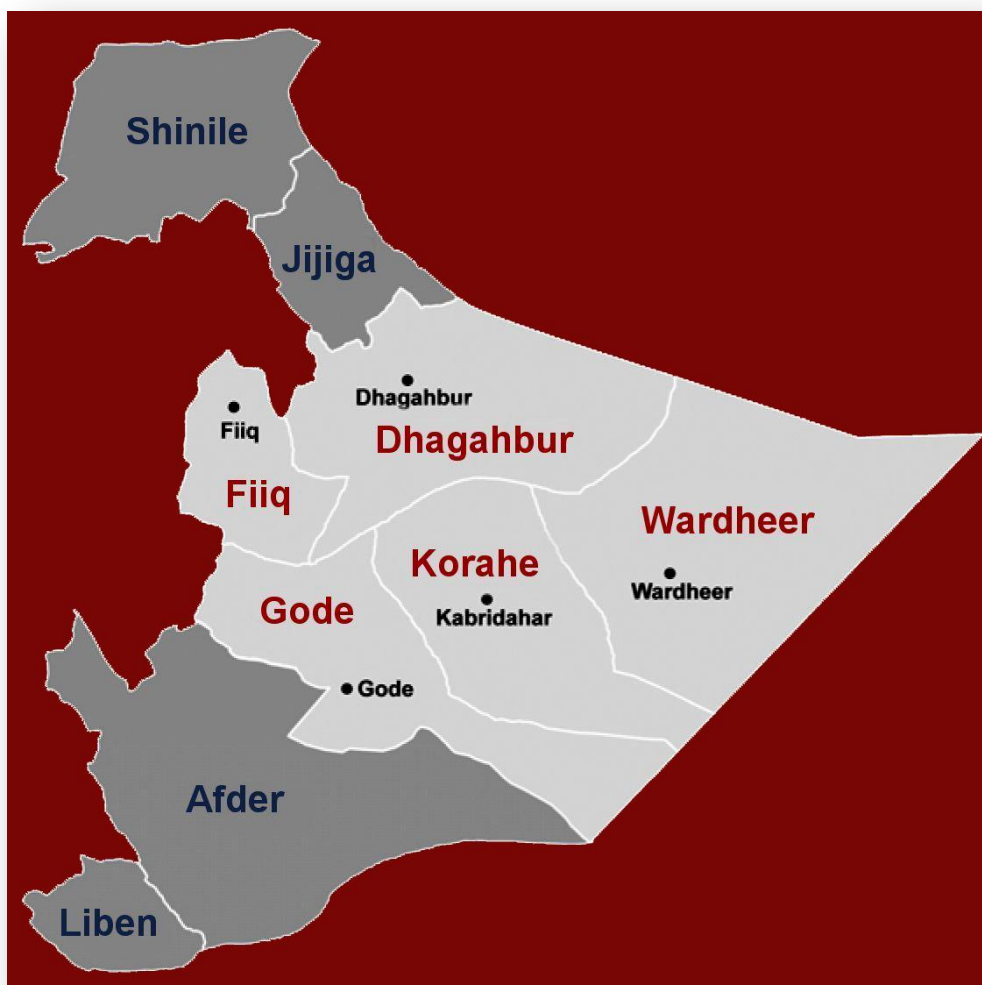 Shinile
Jijiga
Dhagahbur
Dhagahbur
Fiiq
Fiiq
Wardheer
Wardheer
Korahe
Kabridahar
Gode
Gode
Afder
Liben